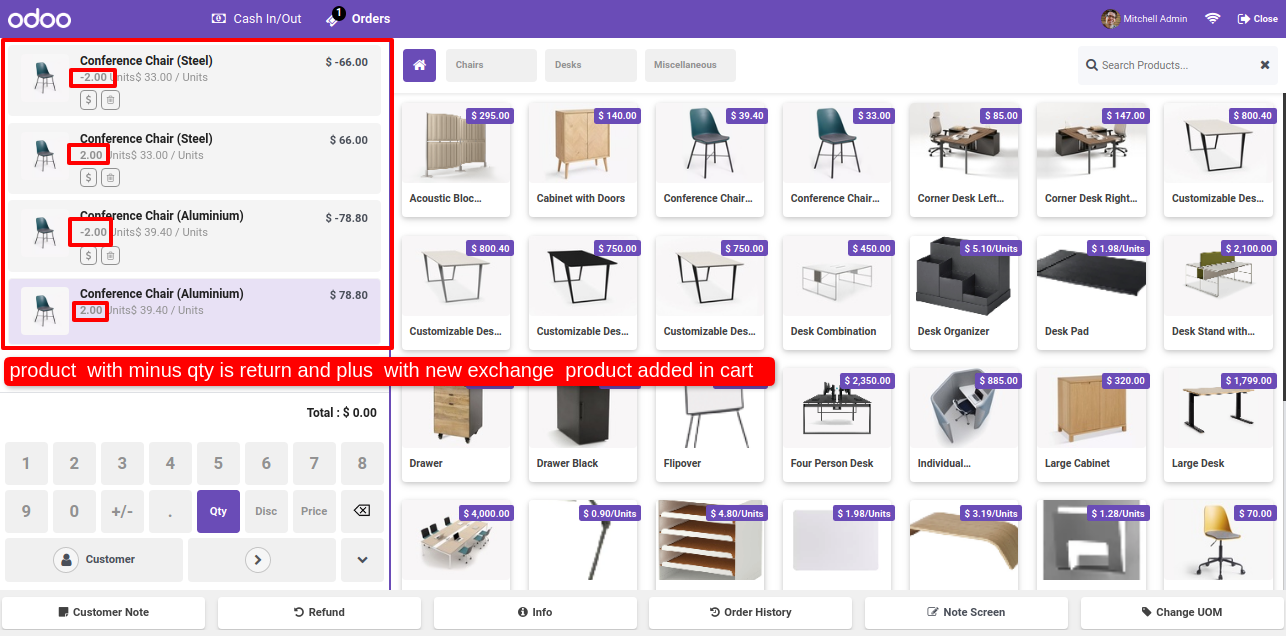 odoo
Cash In/Out
1
Orders
Mitchell Admin
Close
Conference Chair (Steel)
$ -66.00
-2.00 Units$ 33.00 / Units
$
Conference Chair (Steel)
$ 66.00
2.00 Units$ 33.00 / Units
$
Conference Chair (Aluminium)
$ -78.80
-2.00 Units$ 39.40 / Units
$
Conference Chair (Aluminium)
$ 78.80
2.00 Units$ 39.40 / Units
product with minus qty is return and plus with new exchange product added in cart
Total : $ 0.00
1 2 3 4 5 6 7 8
9 0 +/- . Qty Disc Price
Customer
Chairs
Desks
Miscellaneous
Search Products...
$ 295.00
Acoustic Bloc...
$ 140.00
Cabinet with Doors
$ 39.40
Conference Chair...
$ 33.00
Conference Chair...
$ 85.00
Corner Desk Left...
$ 147.00
Corner Desk Right...
$ 800.40
Customizable Des...
$ 800.40
Customizable Des...
$ 750.00
Customizable Des...
$ 750.00
Customizable Des...
$ 450.00
Desk Combination
$ 5.10/Units
Desk Organizer
$ 1.98/Units
Desk Pad
$ 2,100.00
Desk Stand with...
Drawer
Drawer Black
Flipover
$ 2,350.00
Four Person Desk
$ 885.00
Individual...
$ 320.00
Large Cabinet
$ 1,799.00
Large Desk
$ 4,000.00
$ 0.90/Units
$ 4.80/Units
$ 1.98/Units
$ 3.19/Units
$ 1.28/Units
$ 70.00
Customer Note
Refund
Info
Order History
Note Screen
Change UOM